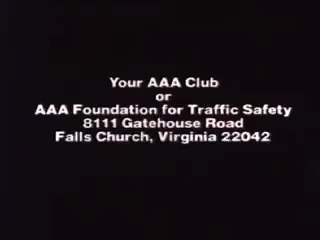 Your AAA Club
or
AAA Foundation for Traffic Safety
8111 Gatehouse Road
Falls Church, Virginia 22042